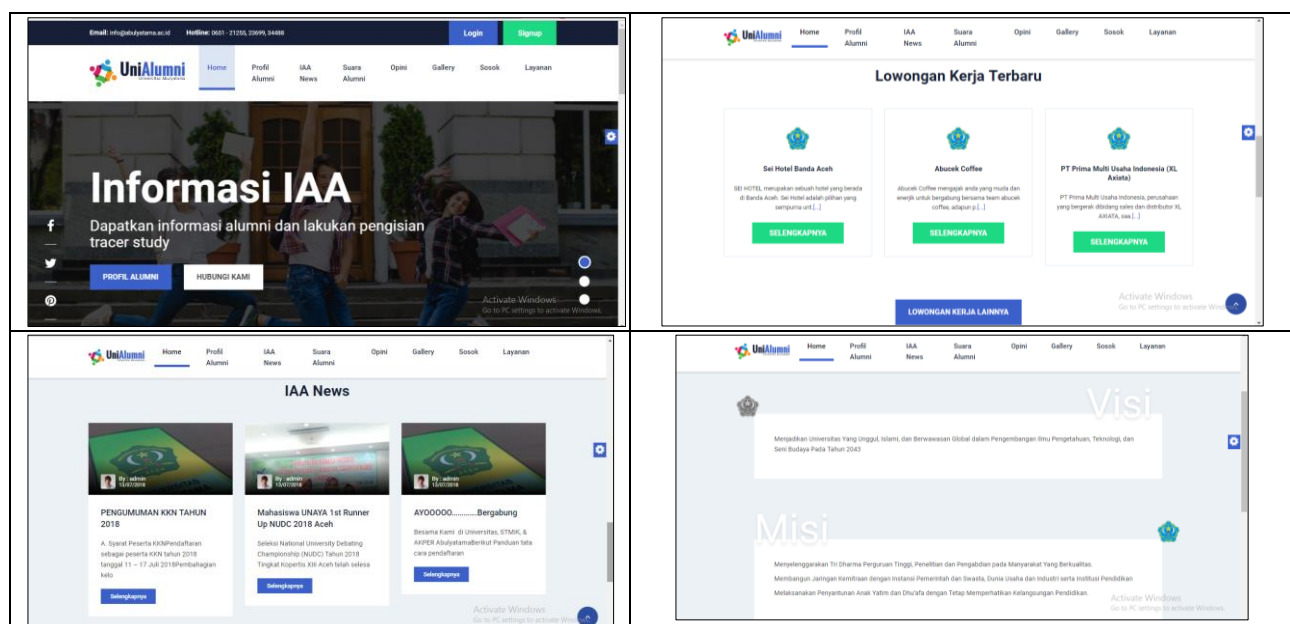 Email: info@abulyatama.ac.id Hotline: 0651 - 21255, 23699, 34488 Login Signup
UniAlumni Home Profil Alumni IAA News Suara Alumni Opini Gallery Sosok Layanan
Universitas Abulyatama
Informasi IAA
Dapatkan informasi alumni dan lakukan pengisian
tracer study
PROFIL ALUMNI HUBUNGI KAMI
Activate Windows
Go to PC settings to activate Windows.
UniAlumni Home Profil Alumni IAA News Suara Alumni Opini Gallery Sosok Layanan
Lowongan Kerja Terbaru
Sei Hotel Banda Aceh
SEI HOTEL merupakan sebuah hotel yang berada
di Banda Aceh. Sei Hotel adalah pilihan yang
sempurna unt [...]
SELENGKAPNYA
Abucek Coffee
Abucek Coffee mengajak anda yang muda dan
enerjik untuk bergabung bersama team abucek
coffee, adapun p [...]
SELENGKAPNYA
PT Prima Multi Usaha Indonesia (XL
Axiata)
PT Prima Multi Usaha Indonesia, perusahaan
yang bergerak dibidang sales dan distributor XL
AXIATA, saa [...]
SELENGKAPNYA
LOWONGAN KERJA LAINNYA
Activate Windows
Go to PC settings to activate Windows
UniAlumni Home Profil Alumni IAA News Suara Alumni Opini Gallery Sosok Layanan
IAA News
By : admin
13/07/2018
PENGUMUMAN KKN TAHUN
2018
A. Syarat Peserta KKNPendaftaran
sebagai peserta KKN tahun 2018
tanggal 11 – 17 Juli 2018Pembahagian
kelo
Selengkapnya
By : admin
13/07/2018
Mahasiswa UNAYA 1st Runner
Up NUDC 2018 Aceh
Seleksi National University Debating
Championship (NUDC) Tahun 2018
Tingkat Kopertis XIII Aceh telah selesa
Selengkapnya
By : admin
13/07/2018
AYOOOOO............Bergabung
Besama Kami di Universitas, STMIK, &
AKPER AbulyatamaBerikut Panduan tata
cara pendaftaran
Selengkapnya
Activate Windows
Go to PC settings to activate Windows
UniAlumni Home Profil Alumni IAA News Suara Alumni Opini Gallery Sosok Layanan
Visi
Menjadikan Universitas Yang Unggul, Islami, dan Berwawasan Global dalam Pengembangan Ilmu Pengetahuan, Teknologi, dan
Seni Budaya Pada Tahun 2043
Misi
Menyelenggarakan Tri Dharma Perguruan Tinggi, Penelitian dan Pengabdian pada Manyarakat Yang Berkualitas.
Membangun Jaringan Kemitraan dengan Instansi Pemerintah dan Swasta, Dunia Usaha dan Industri serta Institusi Pendidikan
Melaksanakan Penyantunan Anak Yatim dan Dhu'afa dengan Tetap Memperhatikan Kelangsungan Pendidikan.
Activate Windows
Go to PC settings to activate Windows.